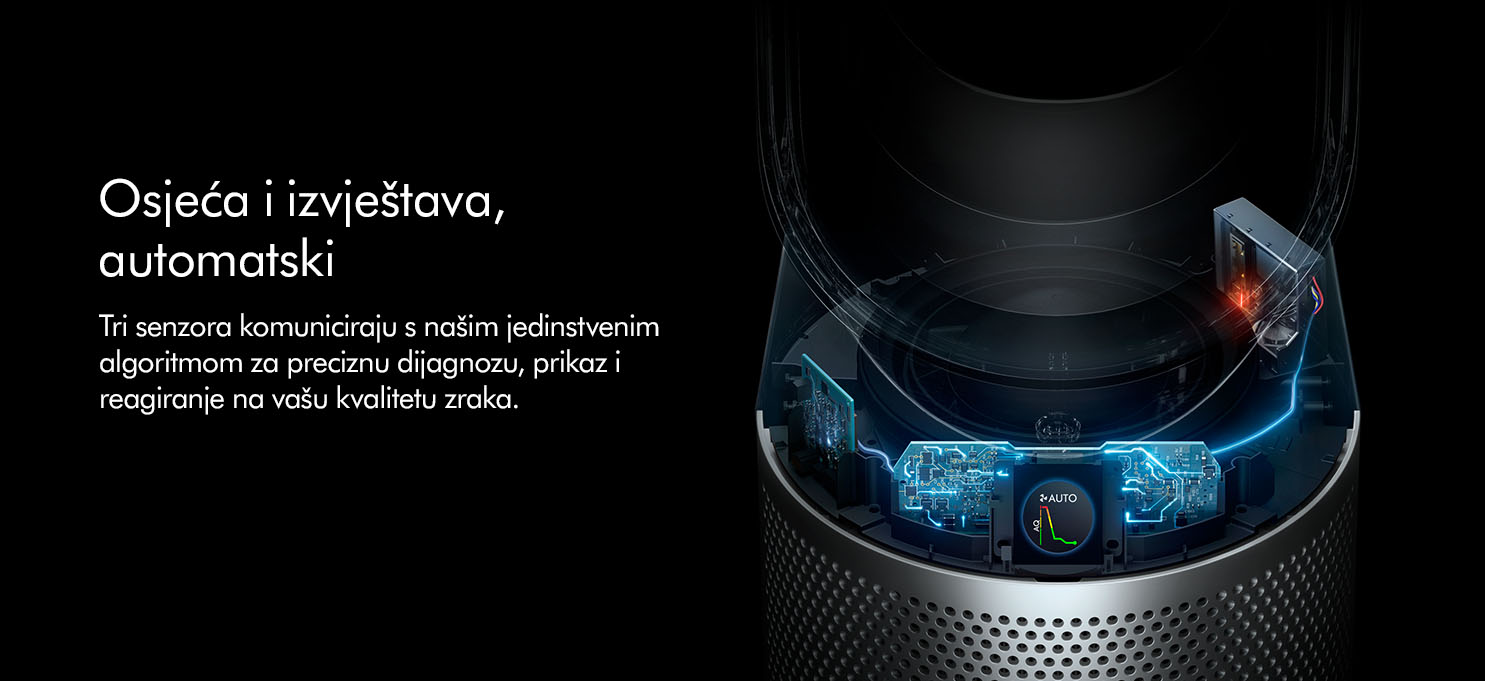 Osjeća i izvještava,
automatski
Tri senzora komuniciraju s našim jedinstvenim
algoritmom za preciznu dijagnozu, prikaz i
reagiranje na vašu kvalitetu zraka.
AUTO
AQ